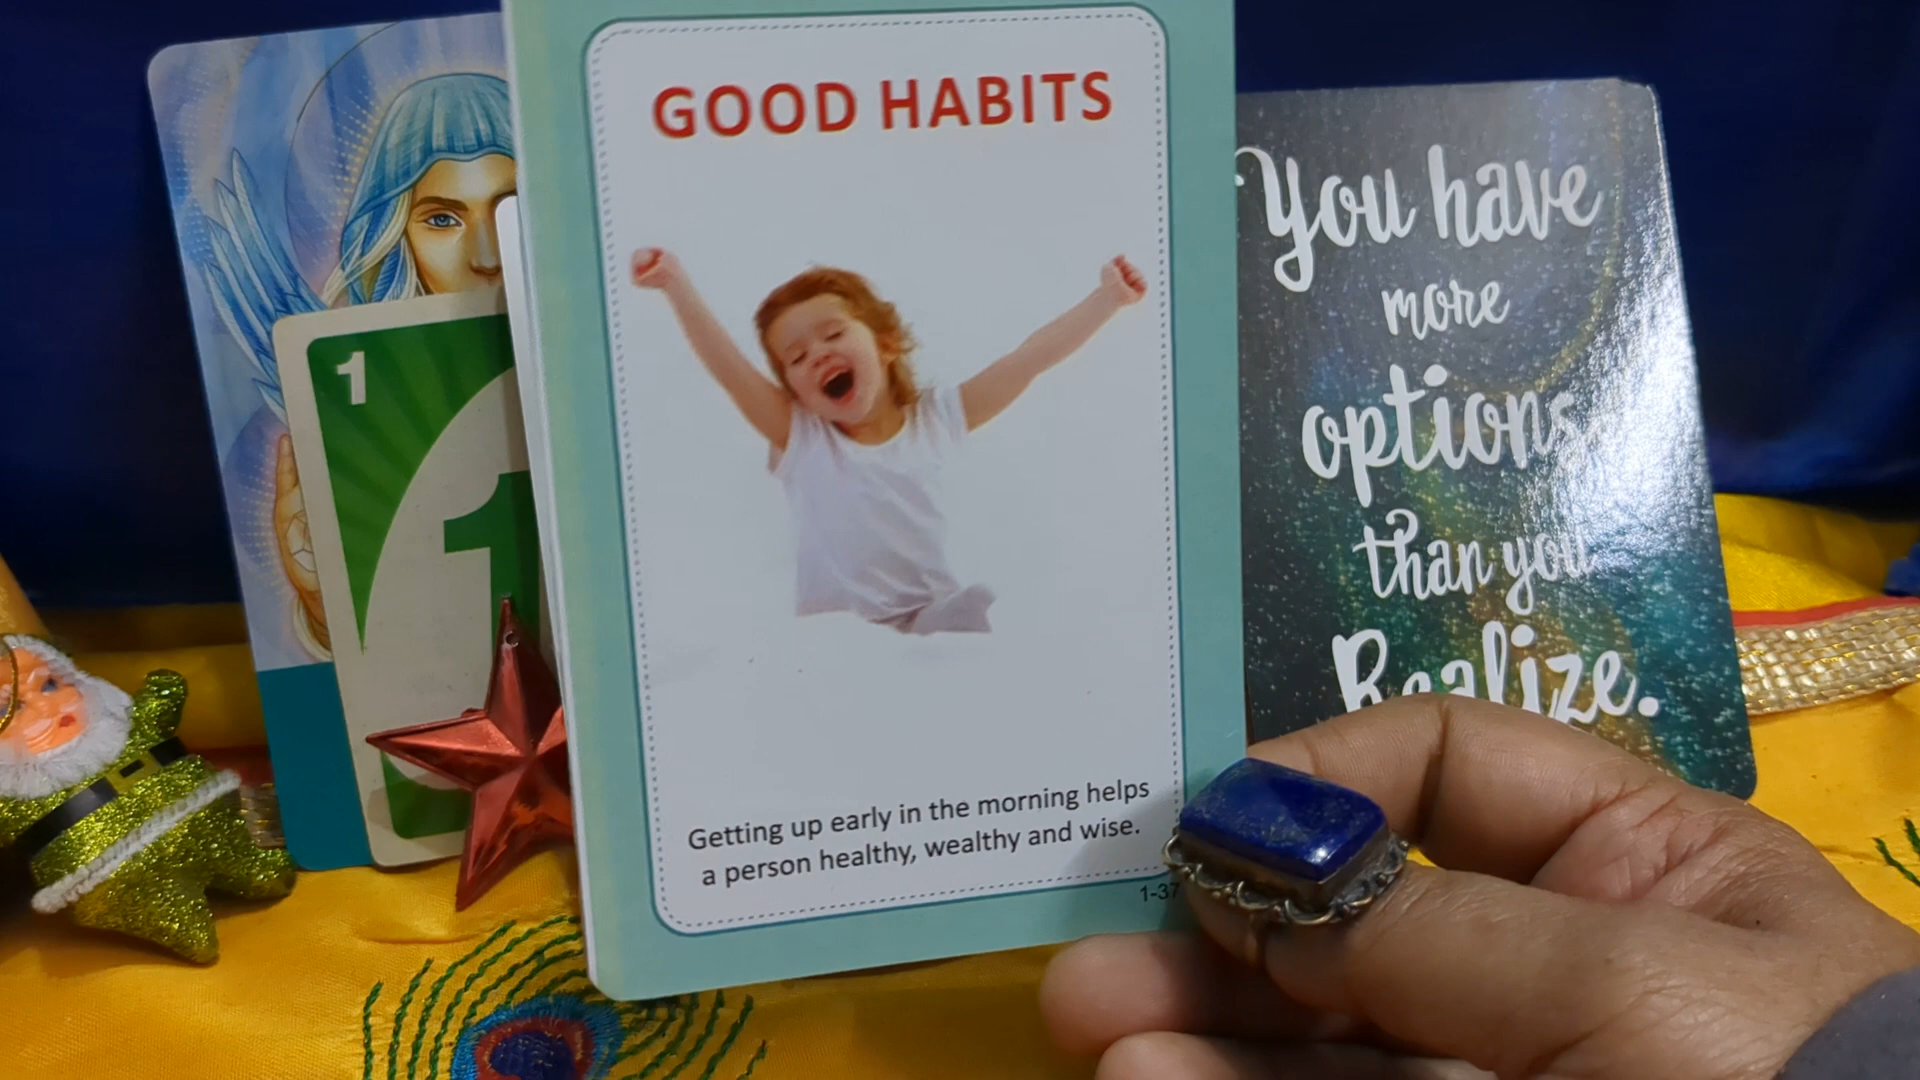 GOOD HABITS
Getting up early in the morning helps
a person healthy, wealthy and wise.
1-37
You have
more
options
than you
Realize.
1
1